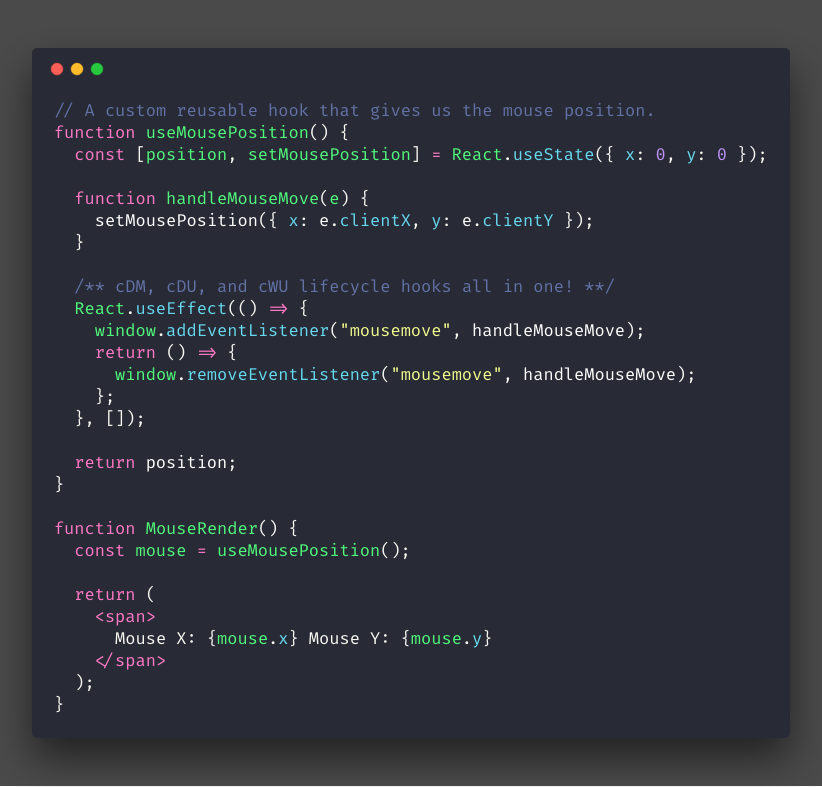 // A custom reusable hook that gives us the mouse position.
function useMousePosition() {
  const [position, setMousePosition] = React.useState({ x: 0, y: 0 });

  function handleMouseMove(e) {
    setMousePosition({ x: e.clientX, y: e.clientY });
  }

  /** cDM, cDU, and cWU lifecycle hooks all in one! **/
  React.useEffect(() => {
    window.addEventListener("mousemove", handleMouseMove);
    return () => {
      window.removeEventListener("mousemove", handleMouseMove);
    };
  }, []);

  return position;
}

function MouseRender() {
  const mouse = useMousePosition();

  return (
    <span>
      Mouse X: {mouse.x} Mouse Y: {mouse.y}
    </span>
  );
}